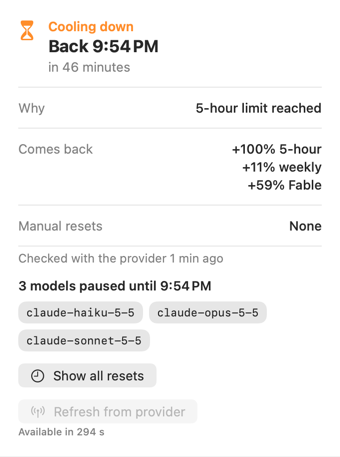 Cooling down
Back 9:54 PM
in 46 minutes
Why 5-hour limit reached
Comes back +100% 5-hour
+11% weekly
+59% Fable
Manual resets None
Checked with the provider 1 min ago
3 models paused until 9:54 PM
claude-haiku-5-5 claude-opus-5-5
claude-sonnet-5-5
Show all resets
Refresh from provider
Available in 294 s